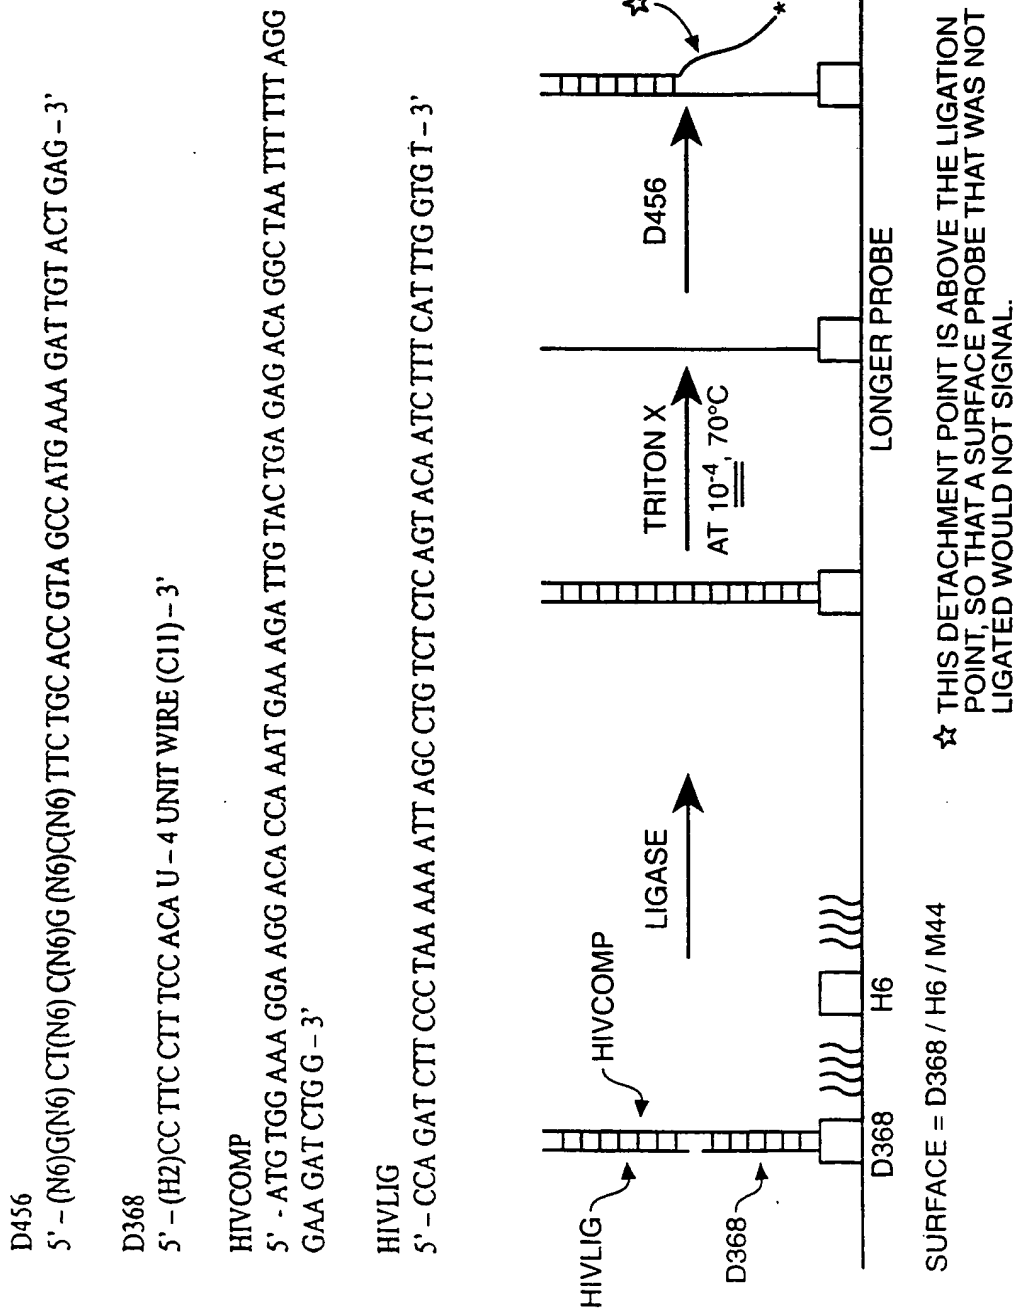 D456
5' – (N6)G(N6) CT(N6) C(N6)G (N6)C(N6) TTC TGC ACC GTA GCC ATG AAA GAT TGT ACT GAG – 3'
D368
5' – (H2)CC TTC CTT TCC ACA U – 4 UNIT WIRE (C11) – 3'
HIVCOMP
5' - ATG TGG AAA GGA AGG ACA CCA AAT GAA AGA TTG TAC TGA GAG ACA GGC TAA TTT TTT AGG
GAA GAT CTG G – 3'
HIVLIG
5' – CCA GAT CTT CCC TAA AAA ATT AGC CTG TCT CTC AGT ACA ATC TTT CAT TTG GTG T – 3'
HIVLIG
HIVCOMP
D368
D368
H6
LIGASE
TRITON X
AT 10-4, 70°C
D456
☆
*
LONGER PROBE
SURFACE = D368 / H6 / M44
☆ THIS DETACHMENT POINT IS ABOVE THE LIGATION
POINT, SO THAT A SURFACE PROBE THAT WAS NOT
LIGATED WOULD NOT SIGNAL.